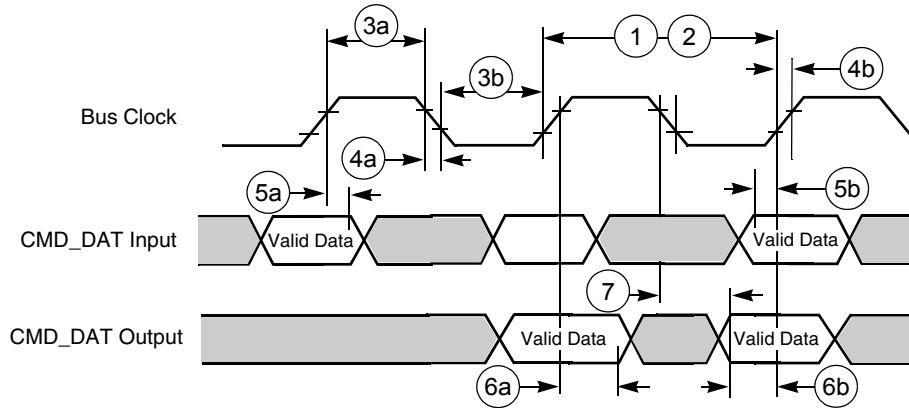 3a
1 2
3b
4b
Bus Clock
4a
5a
5b
CMD_DAT Input
Valid Data
Valid Data
7
CMD_DAT Output
Valid Data
Valid Data
6a
6b